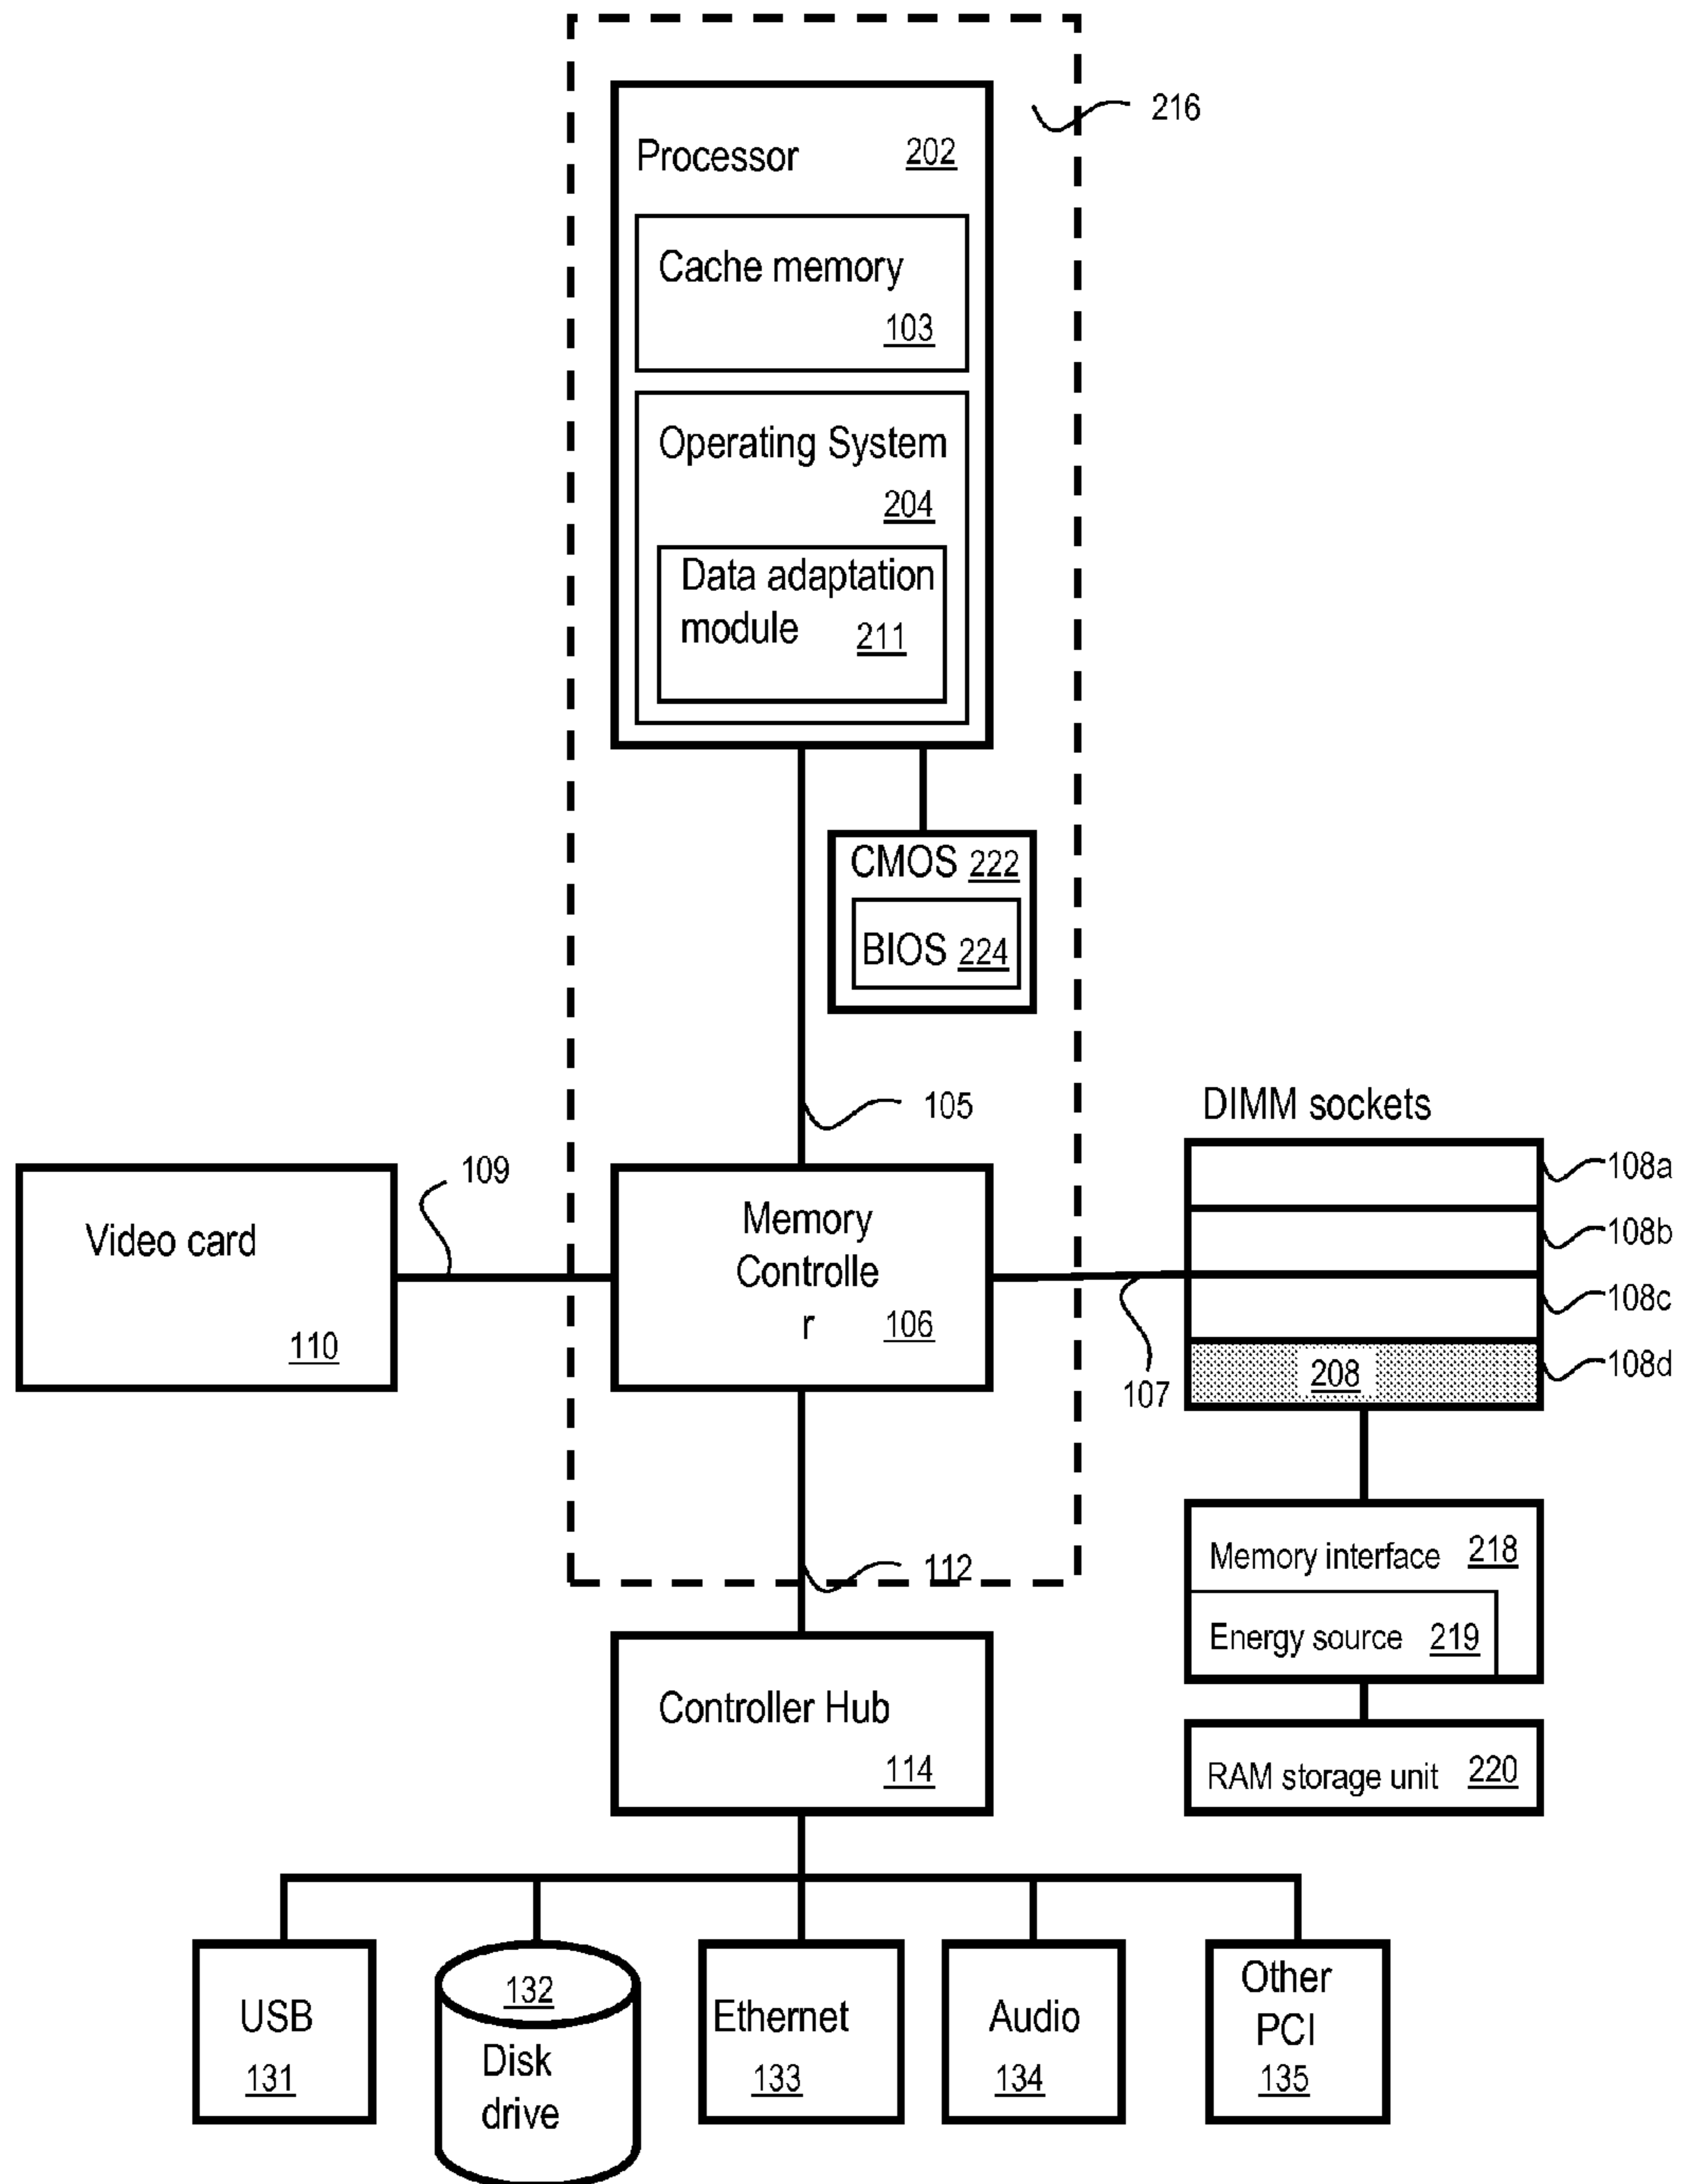 216
Processor 202
Cache memory
103
Operating System
204
Data adaptation
module 211
CMOS 222
BIOS 224
105
DIMM sockets
108a
108b
108c
208 108d
109
107
Video card
110
Memory
Controlle
r 106
112
Memory interface 218
Energy source 219
RAM storage unit 220
Controller Hub
114
USB
131
132
Disk
drive
Ethernet
133
Audio
134
Other
PCI
135